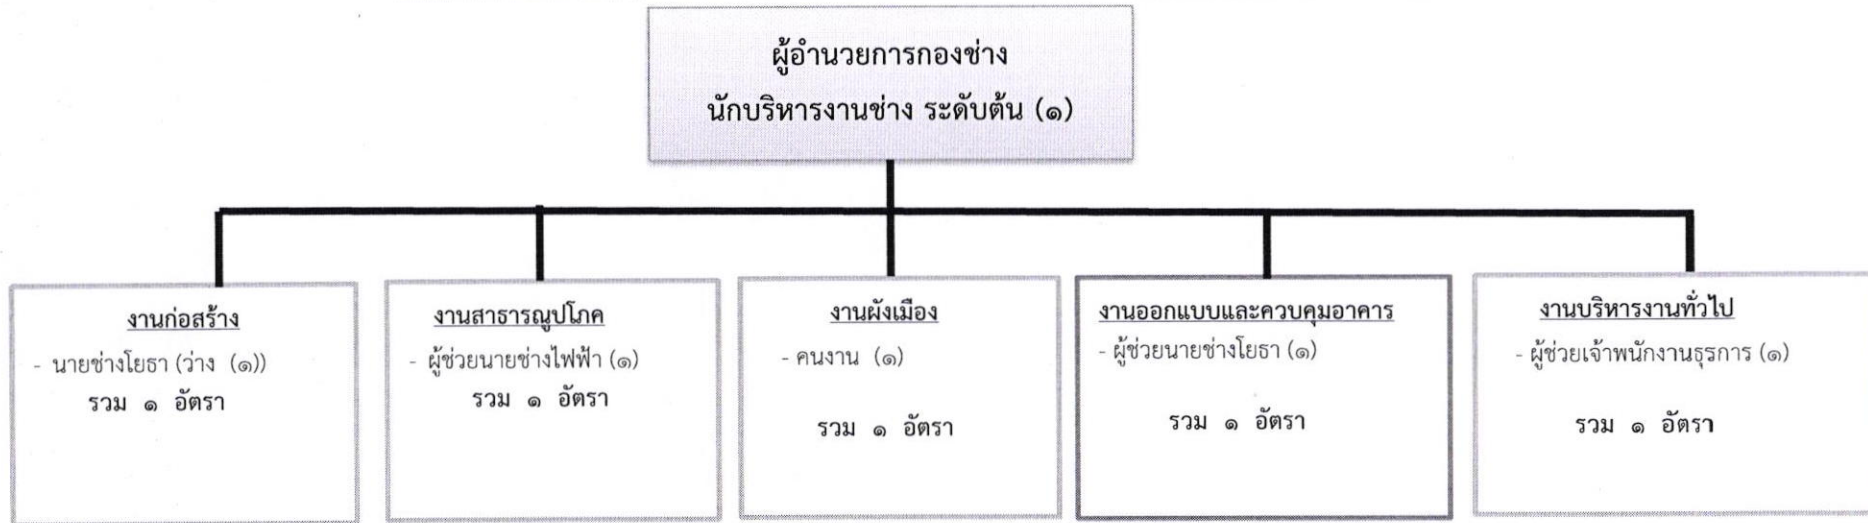 ผู้อำนวยการกองช่าง
นักบริหารงานช่าง ระดับต้น (๑)
งานก่อสร้าง
- นายช่างโยธา (ว่าง (๑))
รวม ๑ อัตรา
งานสาธารณูปโภค
- ผู้ช่วยนายช่างไฟฟ้า (๑)
รวม ๑ อัตรา
งานผังเมือง
- คนงาน (๑)
รวม ๑ อัตรา
งานออกแบบและควบคุมอาคาร
- ผู้ช่วยนายช่างโยธา (๑)
รวม ๑ อัตรา
งานบริหารงานทั่วไป
- ผู้ช่วยเจ้าพนักงานธุรการ (๑)
รวม ๑ อัตรา